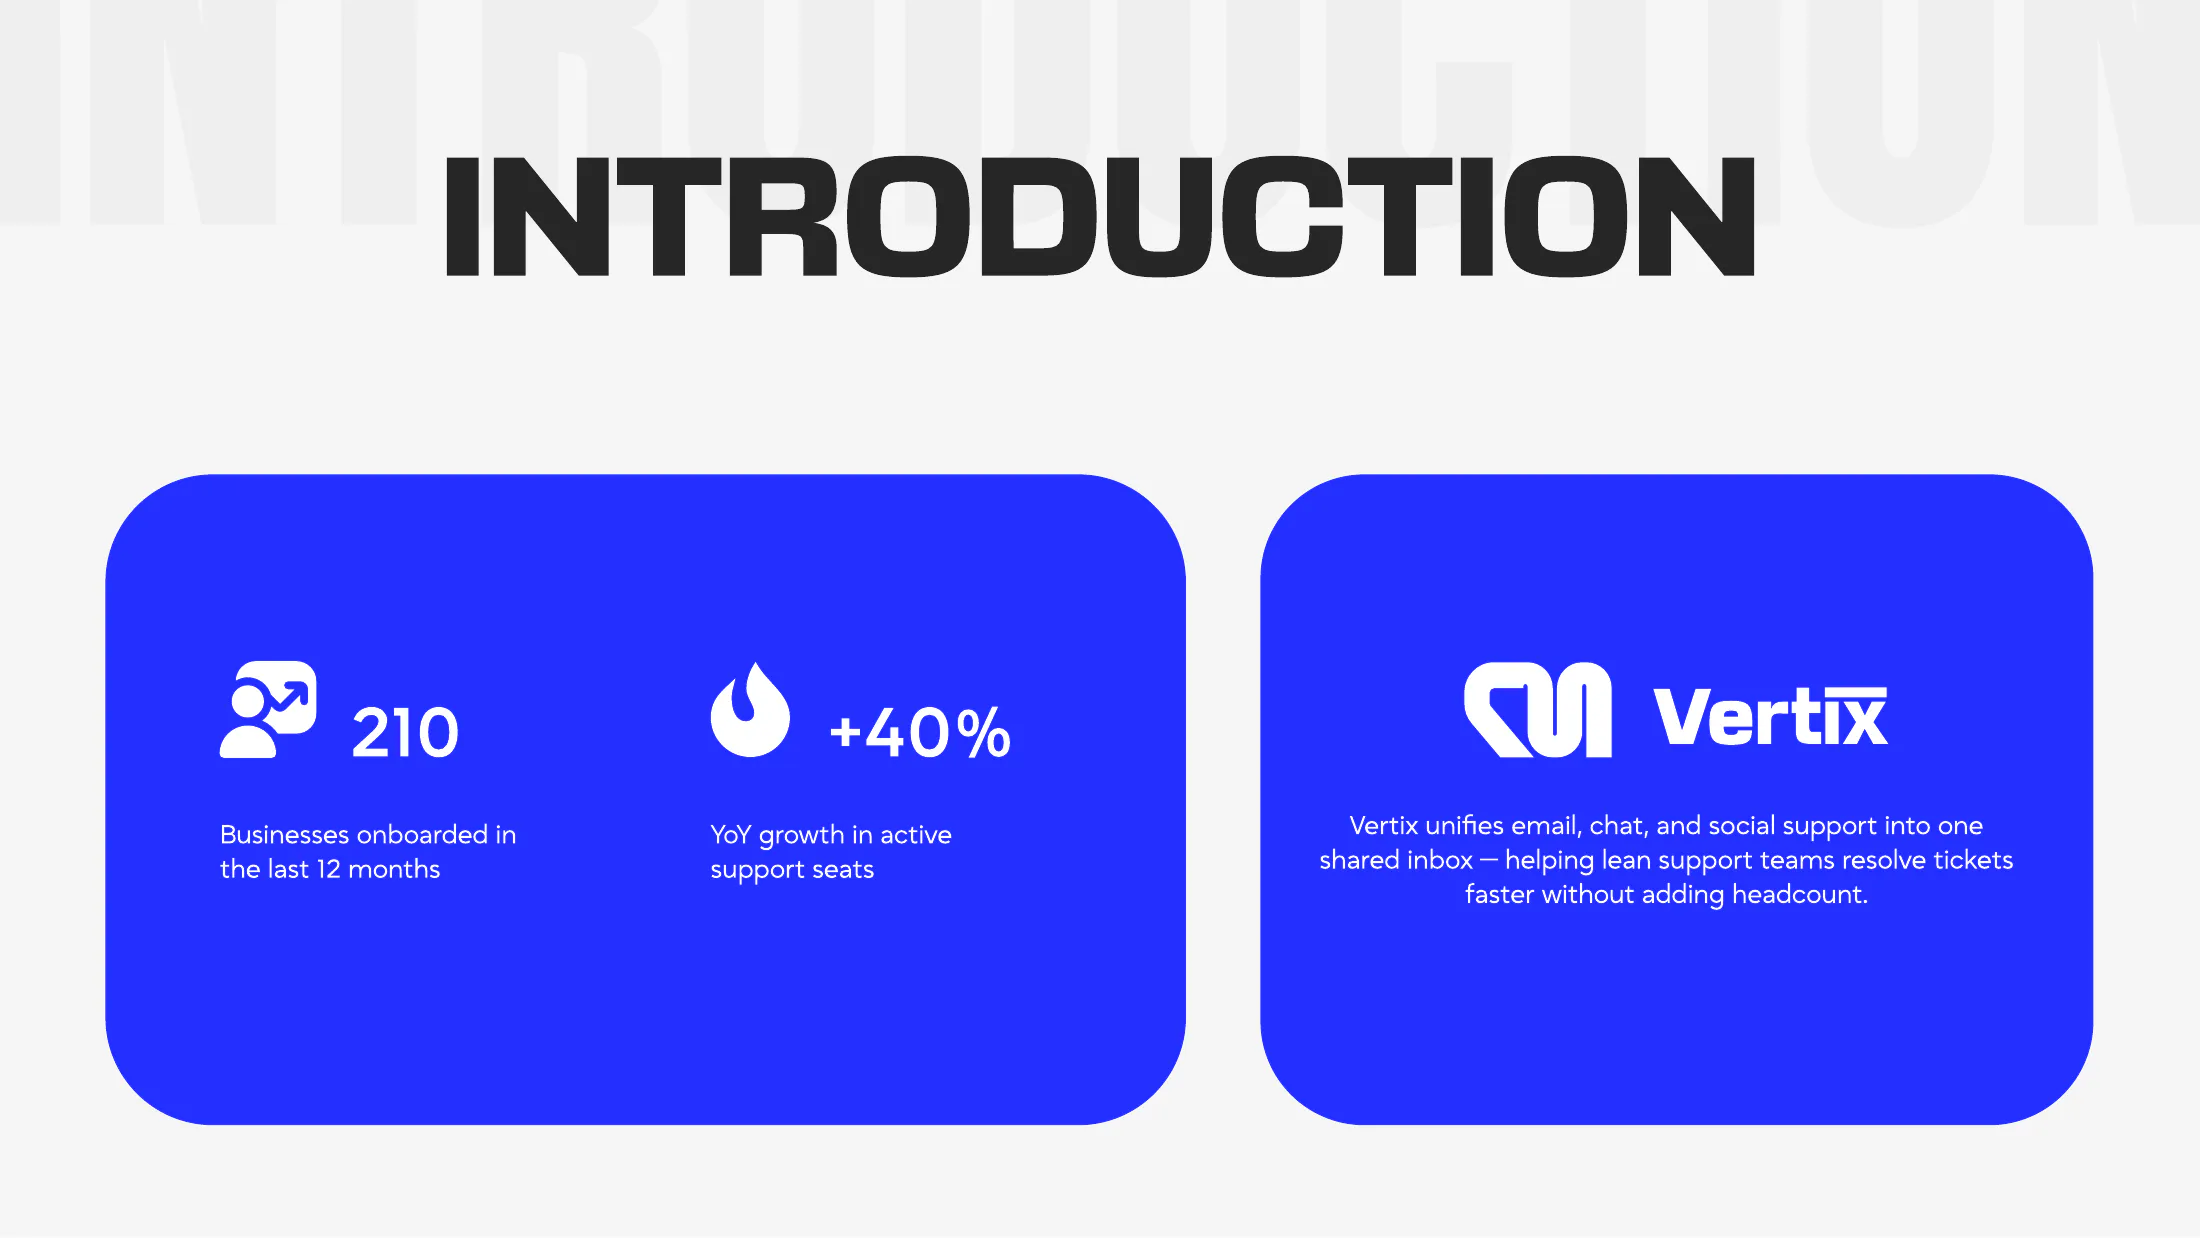 INTRODUCTION
INTRODUCTION
210
Businesses onboarded in
the last 12 months
+40%
YoY growth in active
support seats
Vertix
Vertix unifies email, chat, and social support into one
shared inbox — helping lean support teams resolve tickets
faster without adding headcount.